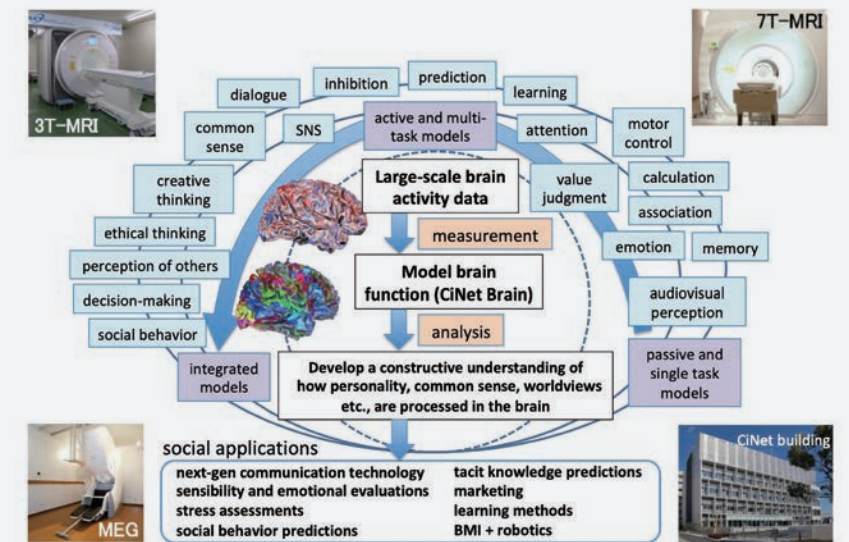 3T-MRI
7T-MRI
dialogue
inhibition
prediction
learning
common
sense
SNS
active and multi-
task models
attention
motor
control
creative
thinking
Large-scale brain
activity data
value
judgment
calculation
association
ethical thinking
measurement
emotion
memory
perception of others
Model brain
function (CiNet Brain)
decision-making
audiovisual
perception
social behavior
analysis
integrated
models
Develop a constructive understanding of
how personality, common sense, worldviews
etc., are processed in the brain
passive and
single task
models
MEG
CiNet building
social applications
next-gen communication technology
sensibility and emotional evaluations
stress assessments
social behavior predictions
tacit knowledge predictions
marketing
learning methods
BMI + robotics